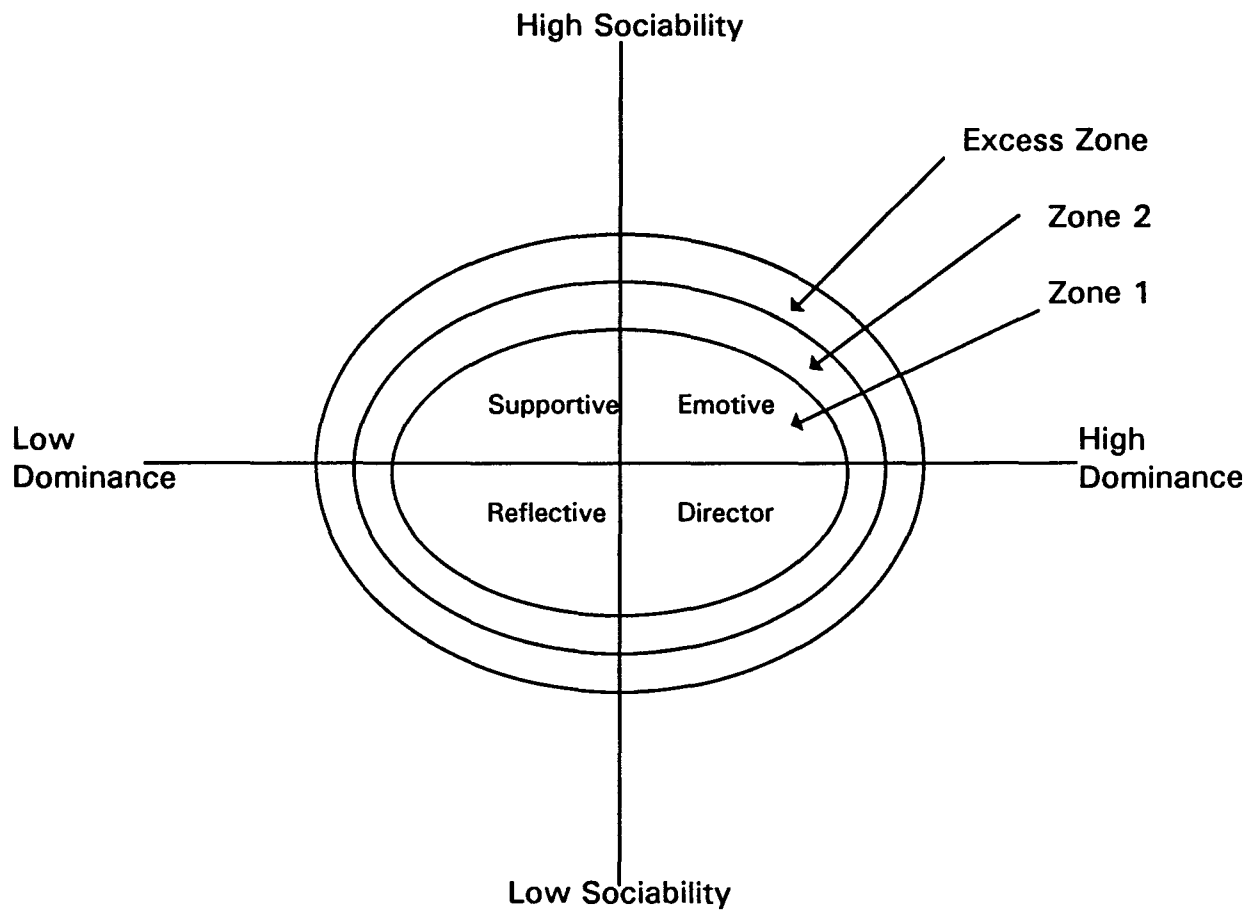 High Sociability
Excess Zone
Zone 2
Zone 1
Supportive
Emotive
Low
Dominance
High
Dominance
Reflective
Director
Low Sociability